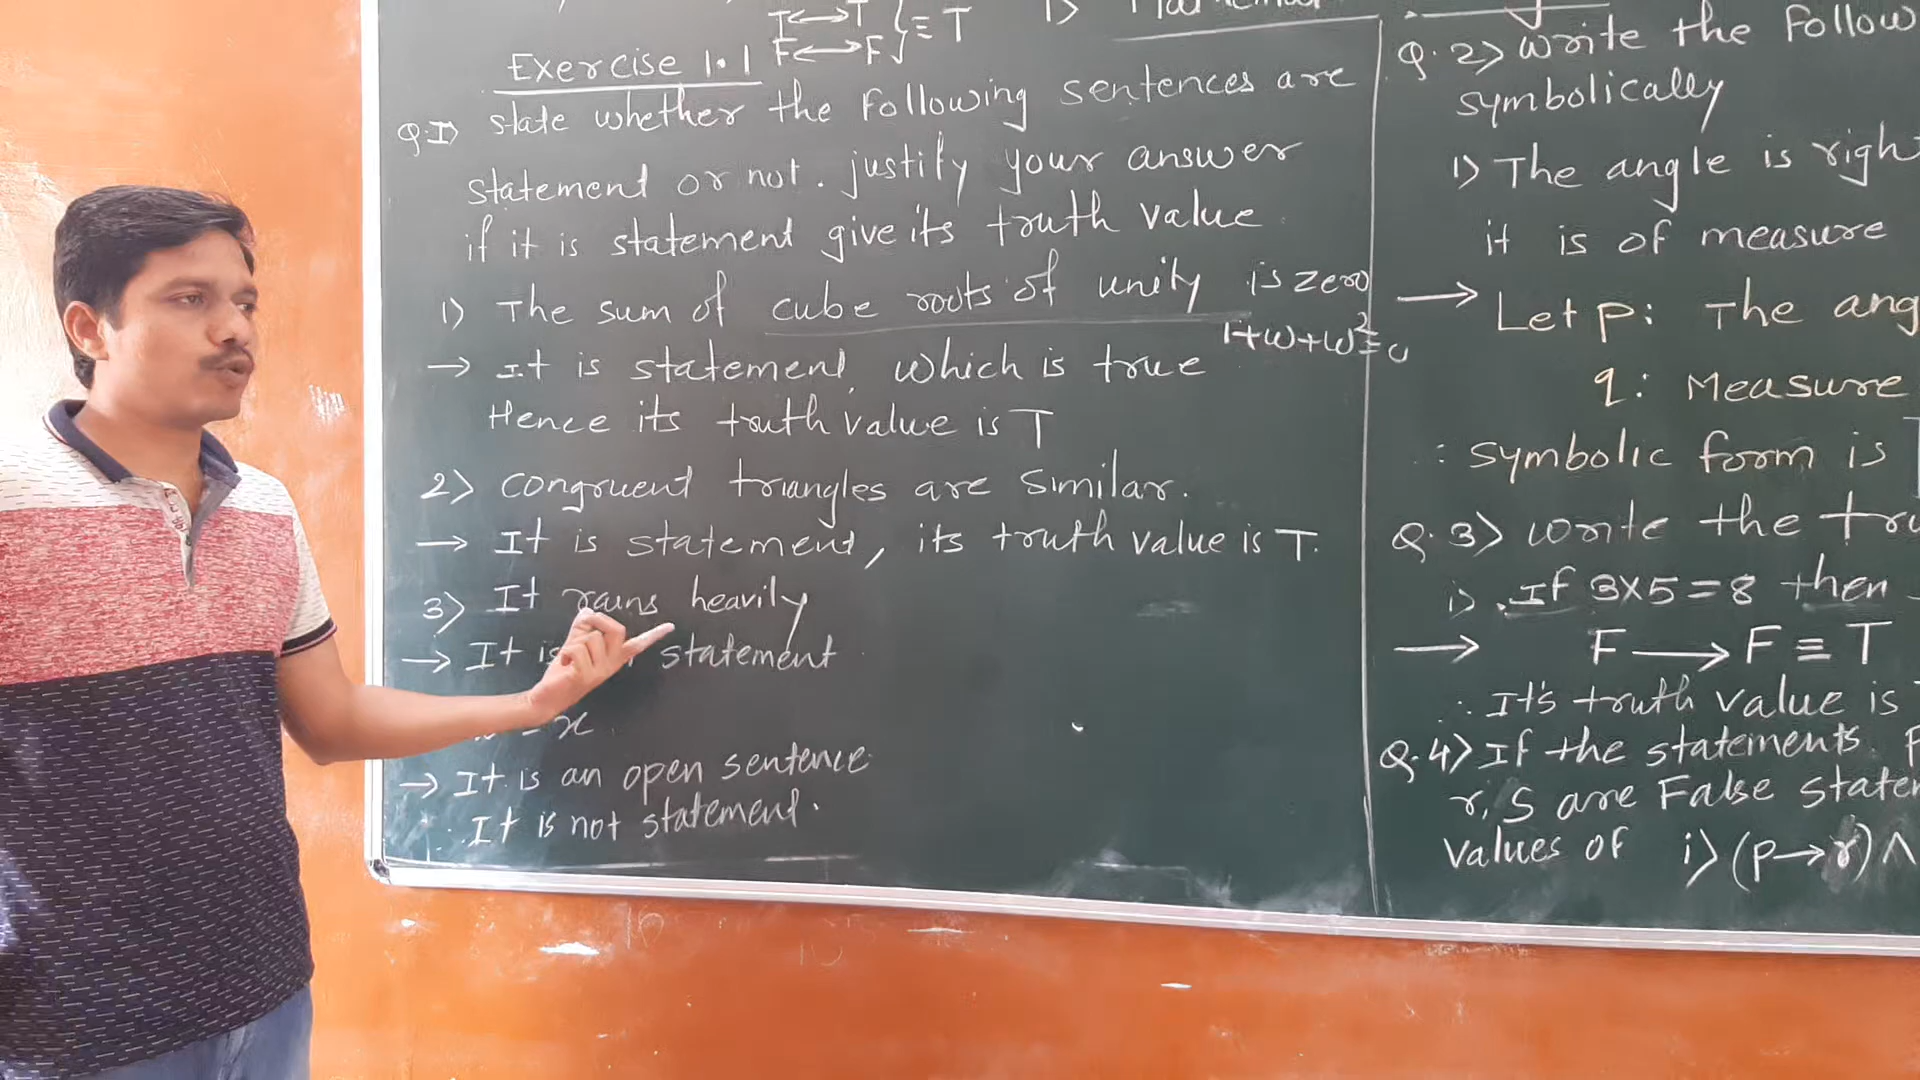 T↔T
F↔F } ≡ T
1)
Exercise 1.1
Q.I) state whether the following sentences are
statement or not. justify your answer
if it is statement give its truth value
1) The sum of cube roots of unity is zero
1+ω+ω²=0
→ It is statement, which is true
Hence its truth value is T
2) congruent triangles are similar.
→ It is statement, its truth value is T.
3) It rains heavily
→ It is statement
x
→ It is an open sentence
∴ It is not statement.
Q.2) write the follow
symbolically
1) The angle is righ
it is of measure
→ Let p: The ang
q: Measure
∴ symbolic form is
Q.3) write the tru
i) If 3×5=8 then
→ F → F ≡ T
∴ It's truth value is
Q.4) If the statements P
r, s are False State
values of i) (p→r) ∧